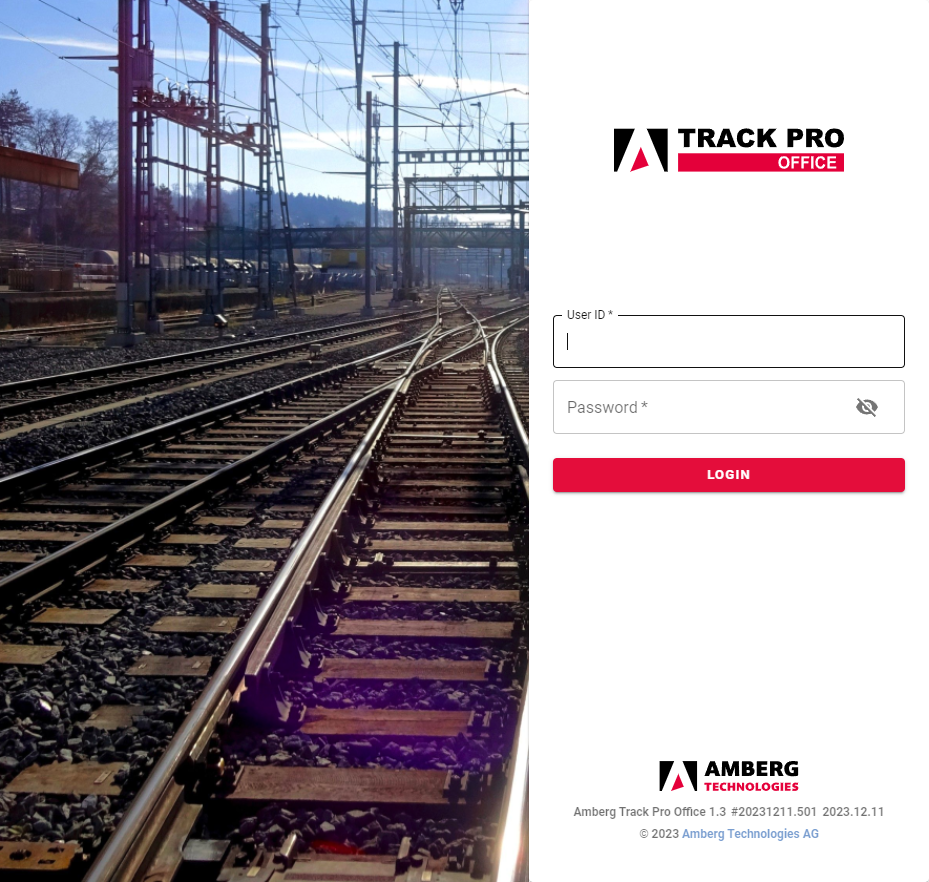 TRACK PRO
OFFICE
User ID *
Password *
LOGIN
AMBERG
TECHNOLOGIES
Amberg Track Pro Office 1.3 #20231211.501 2023.12.11
© 2023 Amberg Technologies AG